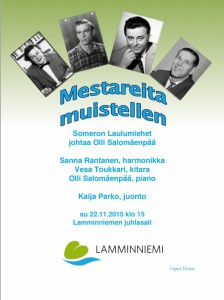 Mestareita
muistellen
Someron Laulumiehet
johtaa Olli Salomäenpää
Sanna Rantanen, harmonikka
Vesa Toukkari, kitara
Olli Salomäenpää, piano
Kaija Parko, juonto
su 22.11.2015 klo 15
Lamminniemen juhlasali
LAMMINNIEMI